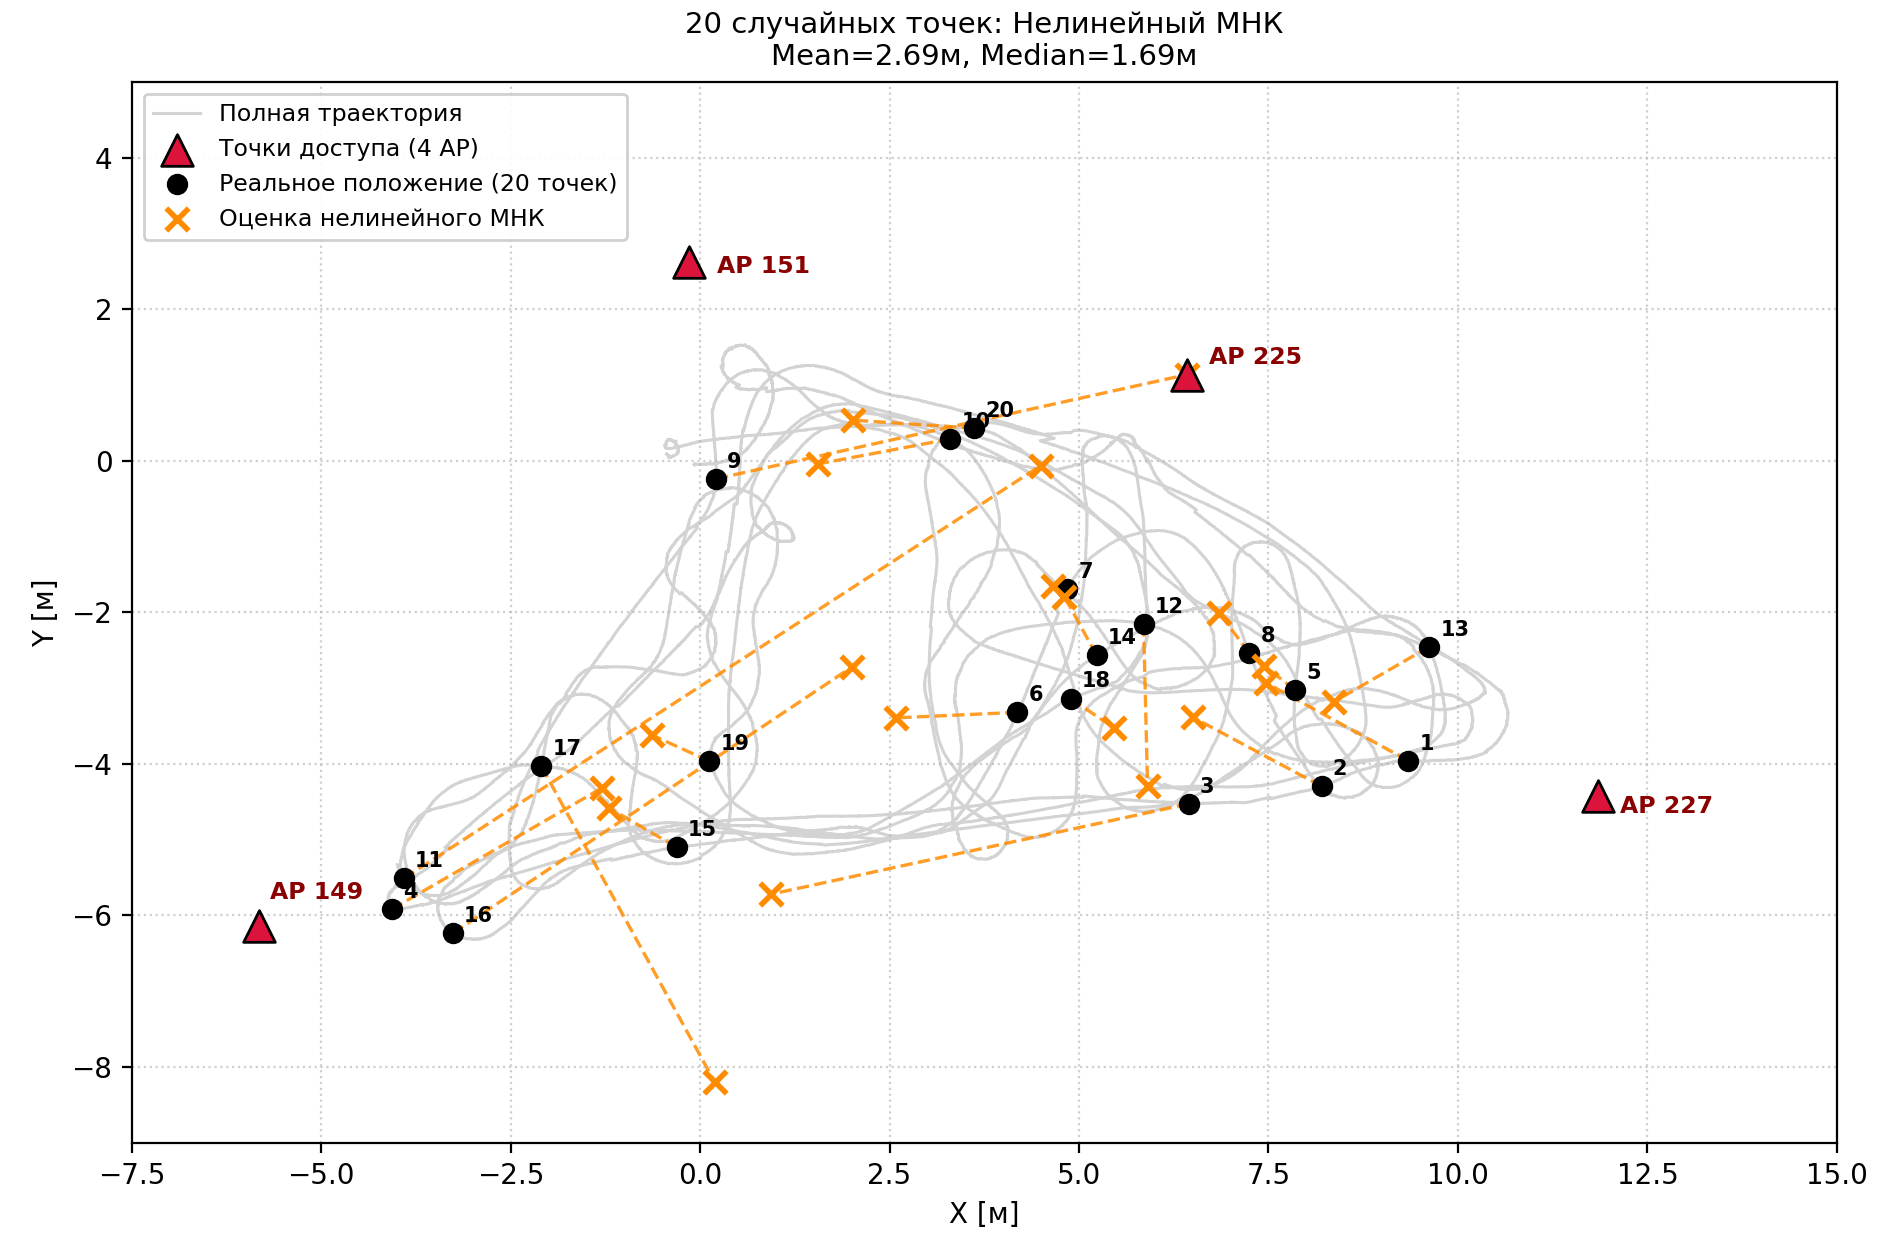 20 случайных точек: Нелинейный МНК
Mean=2.69м, Median=1.69м
Полная траектория
Точки доступа (4 AP)
Реальное положение (20 точек)
Оценка нелинейного МНК
AP 151
AP 225
AP 227
AP 149
20
10
9
7
12
14
8
13
5
18
6
1
17
19
2
3
15
11
4
16
4
2
0
−2
−4
−6
−8
Y [м]
−7.5 −5.0 −2.5 0.0 2.5 5.0 7.5 10.0 12.5 15.0
X [м]